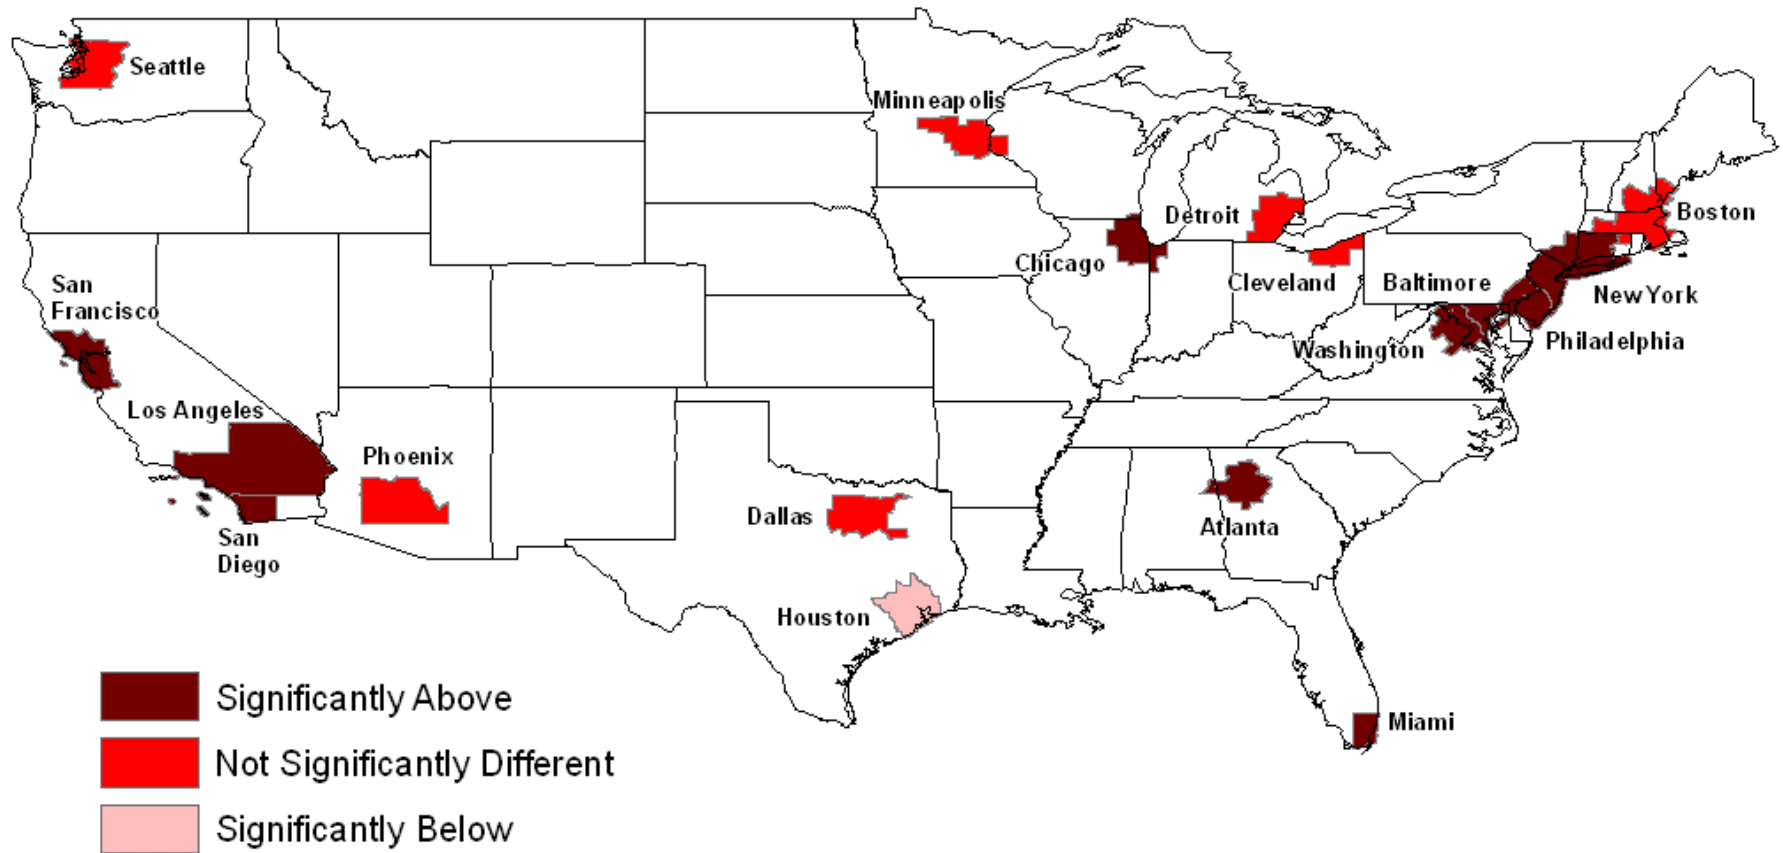 Seattle
Minneapolis
Detroit
Boston
Chicago
Cleveland
Baltimore
New York
San
Francisco
Washington
Philadelphia
Los Angeles
Phoenix
Dallas
Atlanta
San
Diego
Houston
Miami
Significantly Above
Not Significantly Different
Significantly Below